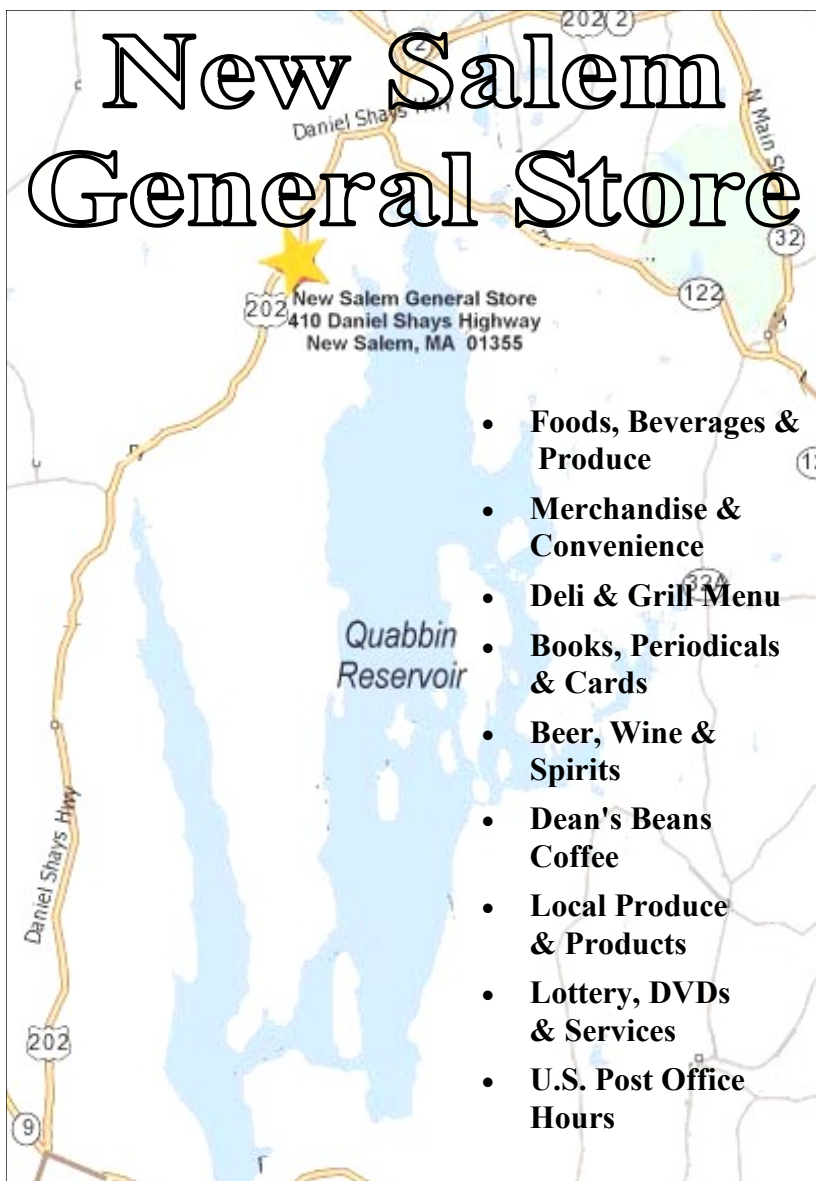 202 2
New Salem
2
Daniel Shays Hwy
N Main St
General Store
32
122
202
New Salem General Store
410 Daniel Shays Highway
New Salem, MA 01355
• Foods, Beverages &
Produce
• Merchandise &
Convenience
32A
• Deli & Grill Menu
Quabbin
Reservoir
• Books, Periodicals
& Cards
• Beer, Wine &
Spirits
• Dean's Beans
Coffee
Daniel Shays Hwy
• Local Produce
& Products
• Lottery, DVDs
& Services
202
• U.S. Post Office
Hours
9